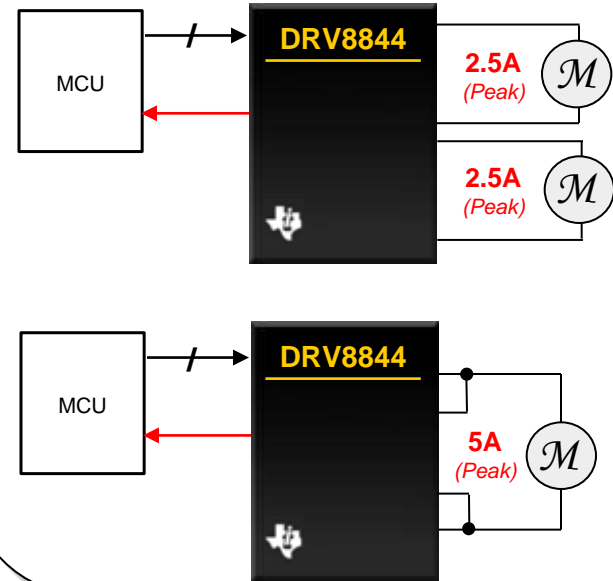 DRV8844
MCU
2.5A
(Peak)
M
2.5A
(Peak)
M
DRV8844
MCU
5A
(Peak)
M